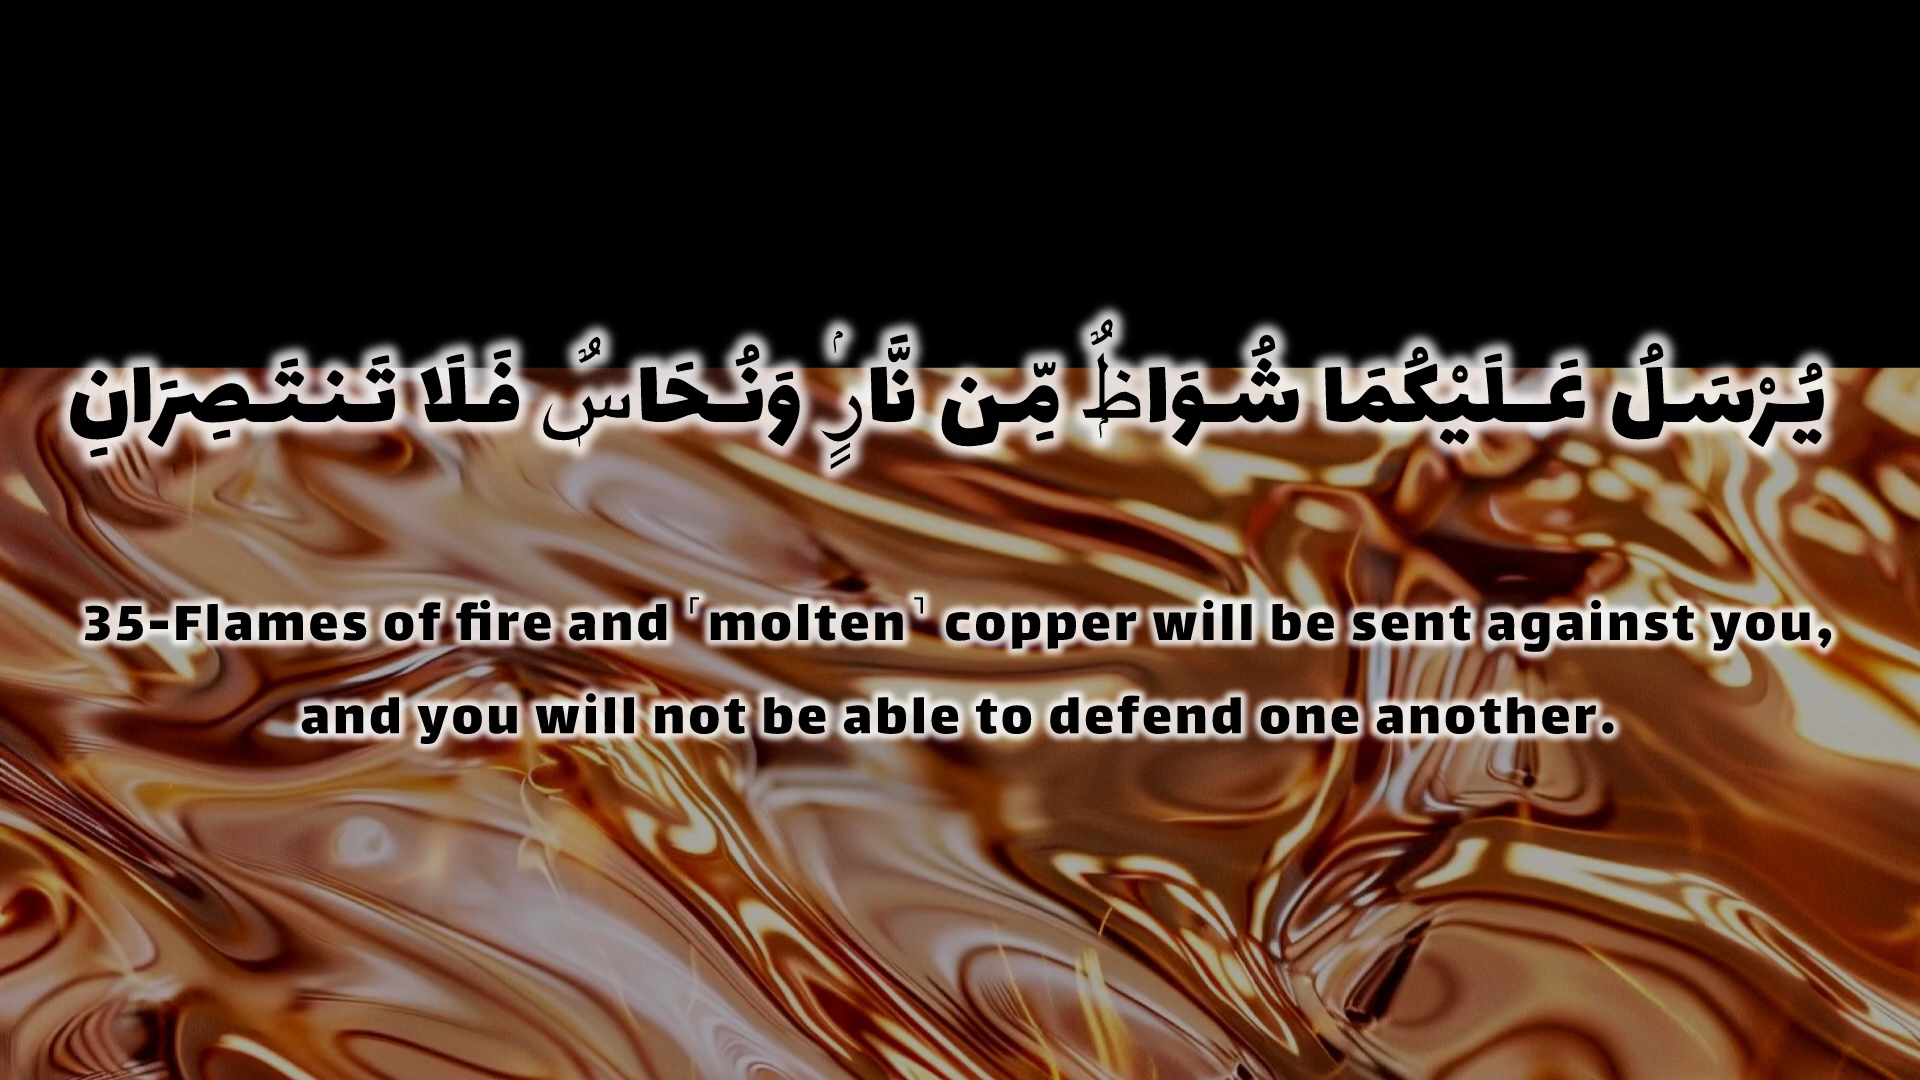 يُرْسَلُ عَلَيْكُمَا شُوَاظٌۭ مِّن نَّارٍۢ وَنُحَاسٌۭ فَلَا تَنتَصِرَانِ
35-Flames of fire and ˹molten˺ copper will be sent against you,
and you will not be able to defend one another.